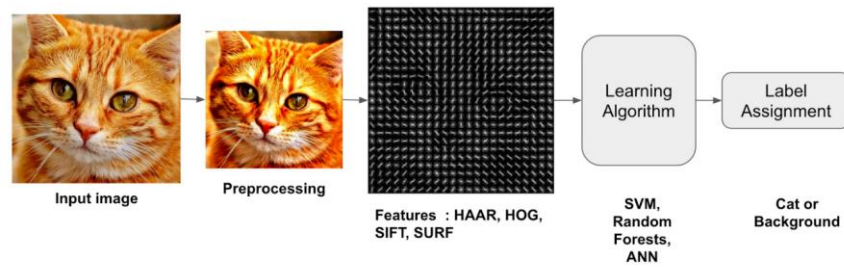 Input image
Preprocessing
Features : HAAR, HOG,
SIFT, SURF
Learning
Algorithm
SVM,
Random
Forests,
ANN
Label
Assignment
Cat or
Background